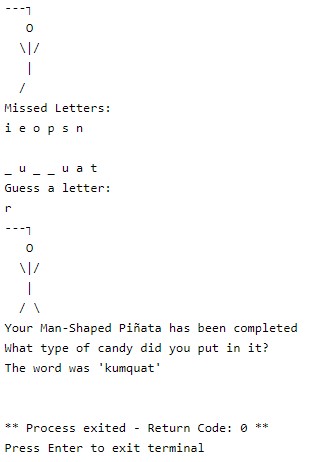 ---┐
   O
  \|/
   |
  /
Missed Letters:
i e o p s n

_ u _ _ u a t
Guess a letter:
r
---┐
   O
  \|/
   |
  / \
Your Man-Shaped Piñata has been completed
What type of candy did you put in it?
The word was 'kumquat'

** Process exited - Return Code: 0 **
Press Enter to exit terminal